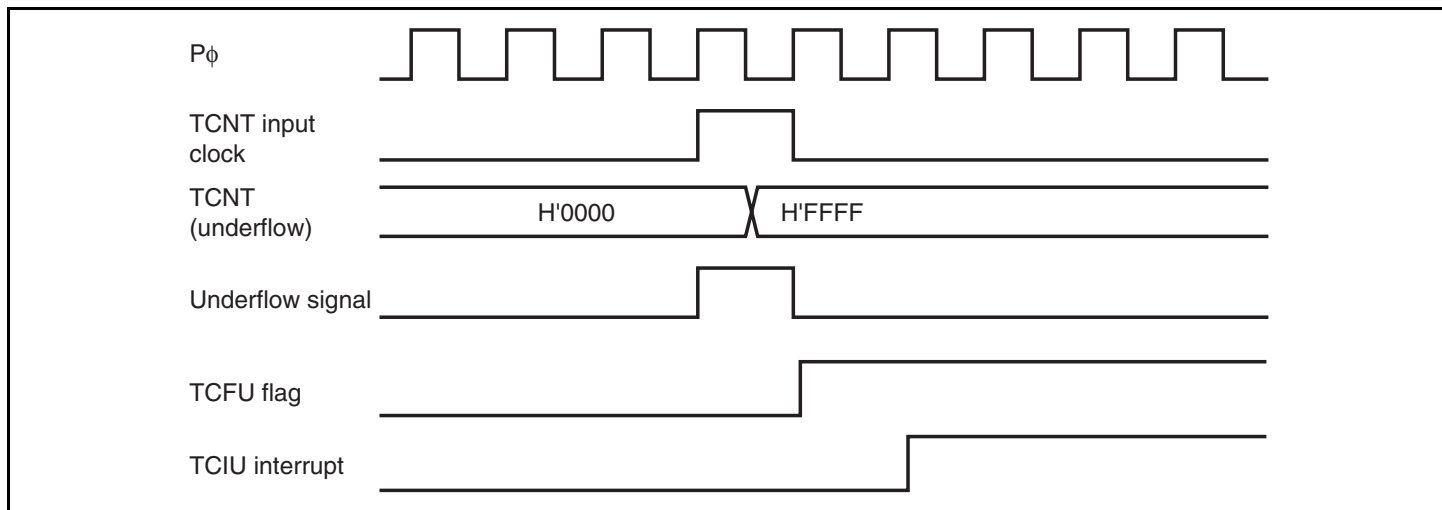 Pϕ
TCNT input
clock
TCNT
(underflow)
H'0000
H'FFFF
Underflow signal
TCFU flag
TCIU interrupt